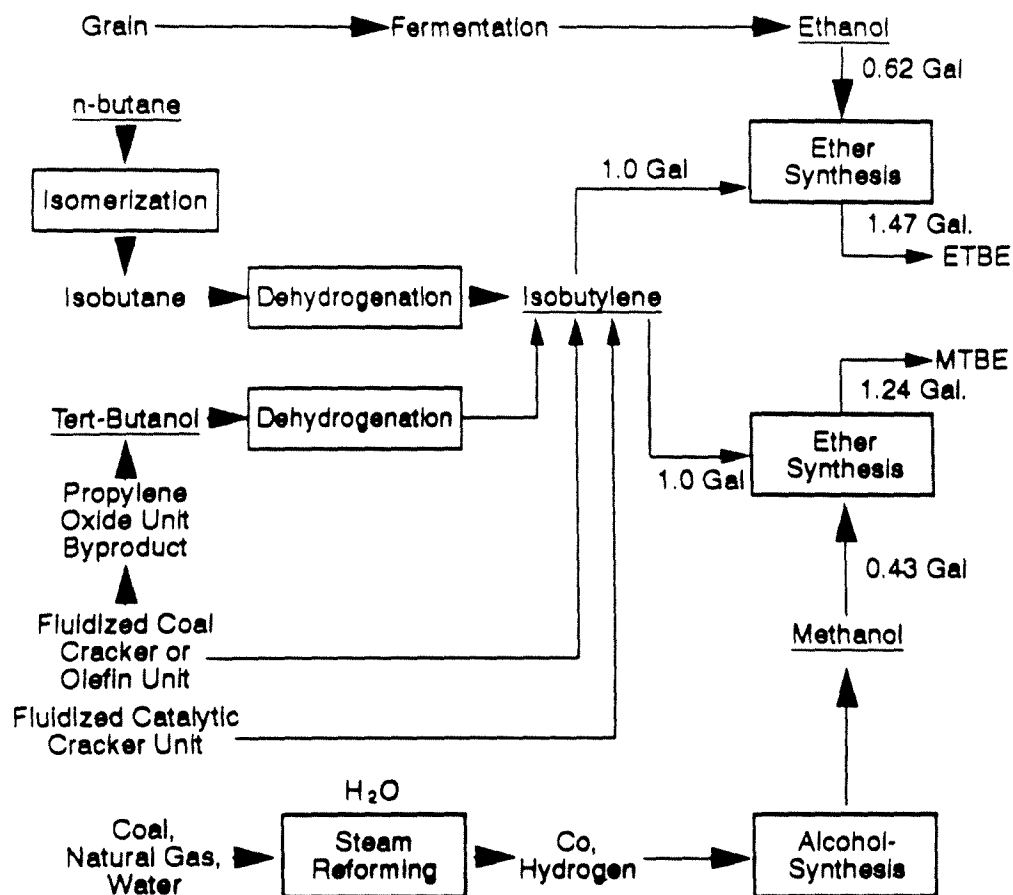 Grain
Fermentation
Ethanol
0.62 Gal
n-butane
Ether
Synthesis
1.0 Gal
Isomerization
1.47 Gal.
ETBE
Isobutane
Dehydrogenation
Isobutylene
MTBE
1.24 Gal.
Tert-Butanol
Dehydrogenation
Ether
Synthesis
1.0 Gal
Propylene
Oxide Unit
Byproduct
0.43 Gal
Fluidized Coal
Cracker or
Olefin Unit
Methanol
Fluidized Catalytic
Cracker Unit
H₂O
Coal,
Natural Gas,
Water
Steam
Reforming
Co,
Hydrogen
Alcohol-
Synthesis